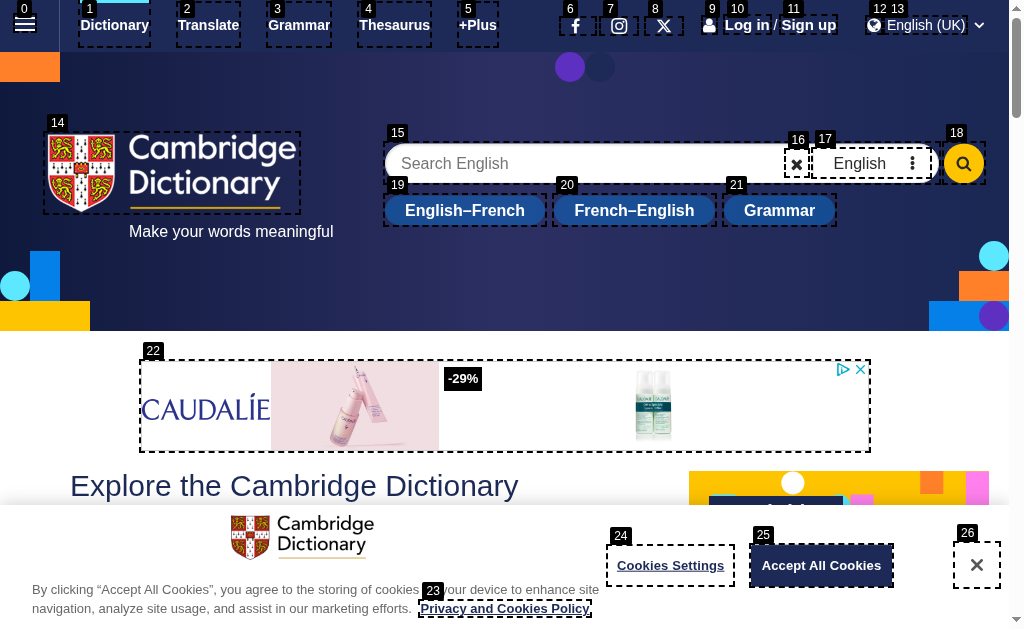 0 1 2 3 4 5 6 7 8 9 10 11 12 13
Dictionary Translate Grammar Thesaurus +Plus Log in / Sign up English (UK)
14 Cambridge
Dictionary
Make your words meaningful
15 16 17 18
Search English English
19 20 21
English–French French–English Grammar
22
CAUDALÍE -29%
Explore the Cambridge Dictionary
Cambridge
Dictionary
By clicking “Accept All Cookies”, you agree to the storing of cookies 23 your device to enhance site
navigation, analyze site usage, and assist in our marketing efforts. Privacy and Cookies Policy
24 25 26
Cookies Settings Accept All Cookies